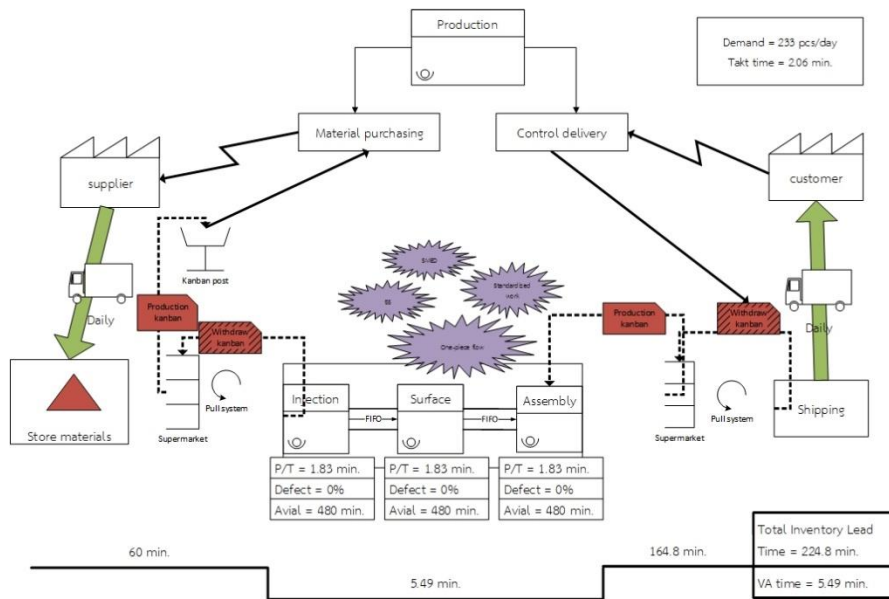 Production
Demand = 233 pcs/day
Takt time = 2.06 min.
Material purchasing
Control delivery
supplier
customer
Kanban post
SMED
Standardized
work
5S
One-piece flow
Daily
Production
kanban
Withdraw
kanban
Production
kanban
Withdraw
kanban
Daily
Store materials
Pull system
Supermarket
Injection
FIFO
Surface
FIFO
Assembly
Pull system
Supermarket
Shipping
P/T = 1.83 min.
Defect = 0%
Avial = 480 min.
P/T = 1.83 min.
Defect = 0%
Avial = 480 min.
P/T = 1.83 min.
Defect = 0%
Avial = 480 min.
60 min.
5.49 min.
164.8 min.
Total Inventory Lead
Time = 224.8 min.
VA time = 5.49 min.